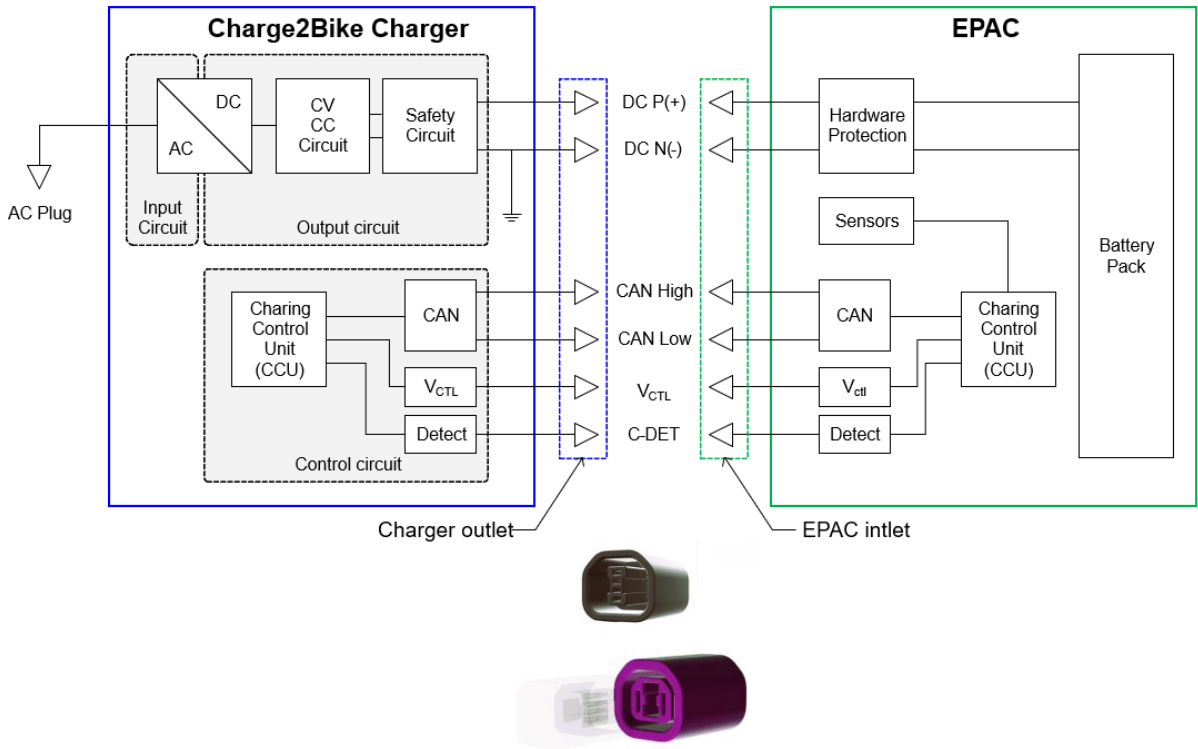 Charge2Bike Charger
EPAC
DC
AC
CV
CC
Circuit
Safety
Circuit
DC P(+)
DC N(-)
Hardware
Protection
AC Plug
Input
Circuit
Output circuit
Sensors
Battery
Pack
Charing
Control
Unit
(CCU)
CAN
CAN High
CAN Low
CAN
Charing
Control
Unit
(CCU)
VCTL
VCTL
Vctl
Detect
C-DET
Detect
Control circuit
Charger outlet
EPAC intlet